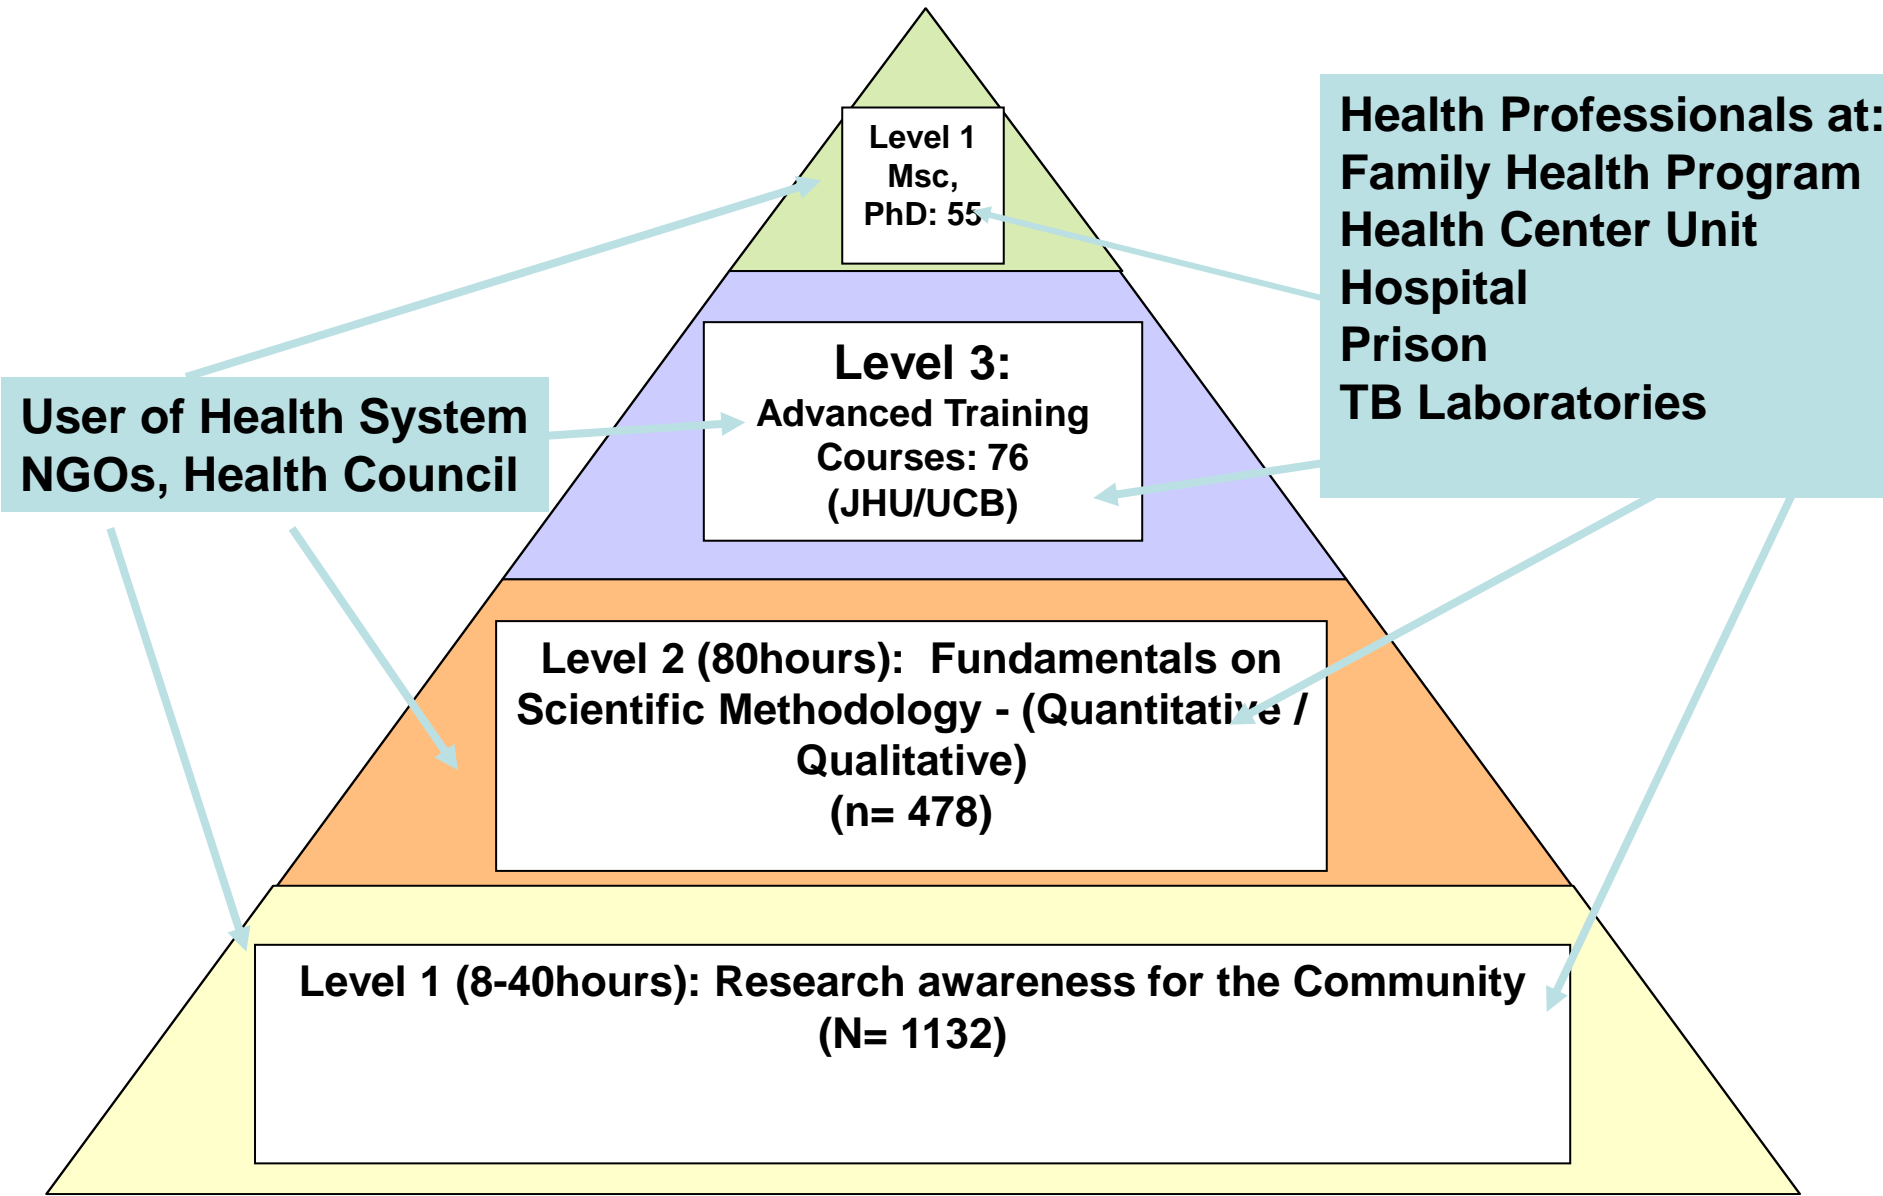 Level 1
Msc,
PhD: 55
Health Professionals at:
Family Health Program
Health Center Unit
Hospital
Prison
TB Laboratories
User of Health System
NGOs, Health Council
Level 3:
Advanced Training
Courses: 76
(JHU/UCB)
Level 2 (80hours):  Fundamentals on
Scientific Methodology - (Quantitative /
Qualitative)
(n= 478)
Level 1 (8-40hours): Research awareness for the Community
(N= 1132)